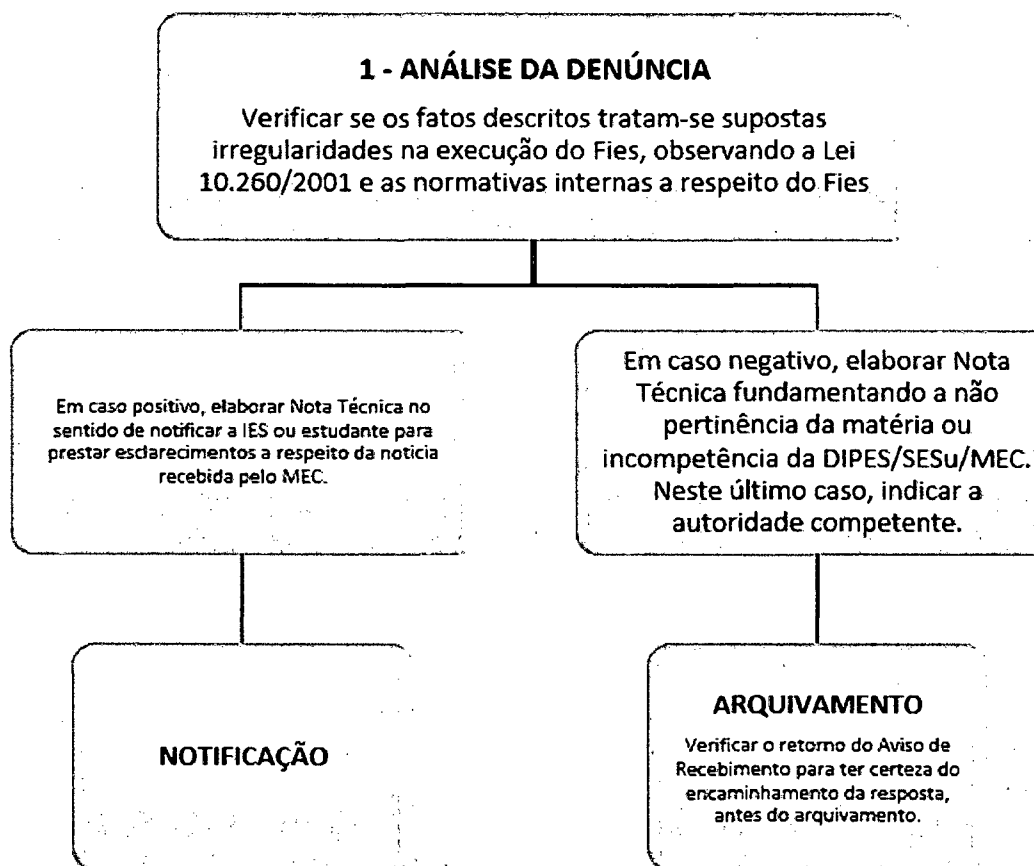 1 - ANÁLISE DA DENÚNCIA
Verificar se os fatos descritos tratam-se supostas
irregularidades na execução do Fies, observando a Lei
10.260/2001 e as normativas internas a respeito do Fies
Em caso positivo, elaborar Nota Técnica no
sentido de notificar a IES ou estudante para
prestar esclarecimentos a respeito da noticia
recebida pelo MEC.
Em caso negativo, elaborar Nota
Técnica fundamentando a não
pertinência da matéria ou
incompetência da DIPES/SESu/MEC.
Neste último caso, indicar a
autoridade competente.
NOTIFICAÇÃO
ARQUIVAMENTO
Verificar o retorno do Aviso de
Recebimento para ter certeza do
encaminhamento da resposta,
antes do arquivamento.